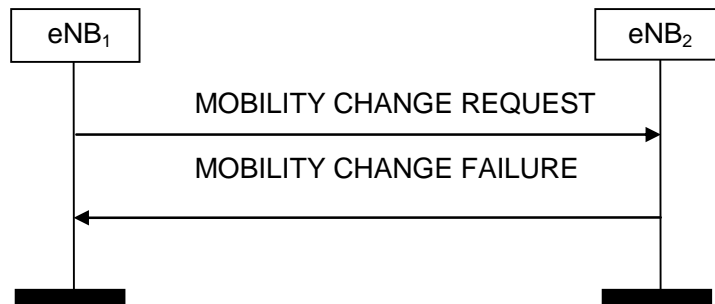 eNB₁
eNB₂
MOBILITY CHANGE REQUEST
MOBILITY CHANGE FAILURE